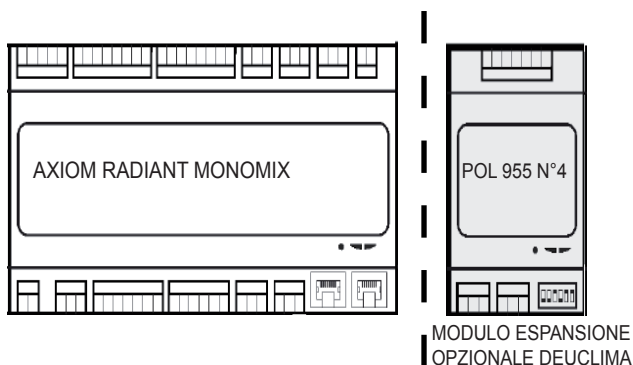 AXIOM RADIANT MONOMIX
POL 955 N°4
MODULO ESPANSIONE
OPZIONALE DEUCLIMA